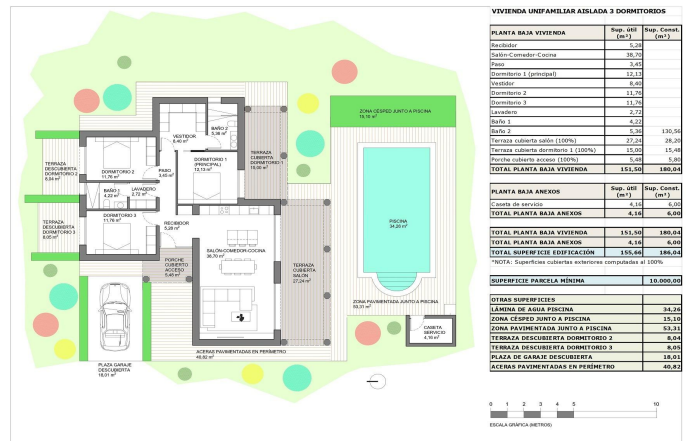 VIVIENDA UNIFAMILIAR AISLADA 3 DORMITORIOS
PLANTA BAJA VIVIENDA Sup. útil (m²) Sup. Const. (m²)
Recibidor 5,28
Salón-Comedor-Cocina 38,70
Paso 3,45
Dormitorio 1 (principal) 12,13
Vestidor 8,40
Dormitorio 2 11,76
Dormitorio 3 11,76
Lavadero 2,72
Baño 1 4,22
Baño 2 5,36 130,56
Terraza cubierta salón (100%) 27,24 28,20
Terraza cubierta dormitorio 1 (100%) 15,00 15,48
Porche cubierto acceso (100%) 5,48 5,80
TOTAL PLANTA BAJA VIVIENDA 151,50 180,04
PLANTA BAJA ANEXOS Sup. útil (m²) Sup. Const. (m²)
Caseta de servicio 4,16 6,00
TOTAL PLANTA BAJA ANEXOS 4,16 6,00
TOTAL PLANTA BAJA VIVIENDA 151,50 180,04
TOTAL PLANTA BAJA ANEXOS 4,16 6,00
TOTAL SUPERFICIE EDIFICACIÓN 155,66 186,04
*NOTA: Superficies cubiertas exteriores computadas al 100%
SUPERFICIE PARCELA MÍNIMA 10.000,00
OTRAS SUPERFICIES
LÁMINA DE AGUA PISCINA 34,26
ZONA CÉSPED JUNTO A PISCINA 15,10
ZONA PAVIMENTADA JUNTO A PISCINA 53,31
TERRAZA DESCUBIERTA DORMITORIO 2 8,04
TERRAZA DESCUBIERTA DORMITORIO 3 8,05
PLAZA DE GARAJE DESCUBIERTA 18,01
ACERAS PAVIMENTADAS EN PERÍMETRO 40,82
0 1 2 3 4 5 10
ESCALA GRÁFICA (METROS)
ZONA CÉSPED JUNTO A PISCINA
15,10 m²
BAÑO 2
5,36 m²
VESTIDOR
8,40 m²
TERRAZA
CUBIERTA
DORMITORIO 1
15,00 m²
DORMITORIO 1
(PRINCIPAL)
12,13 m²
DORMITORIO 2
11,76 m²
PASO
3,45 m²
TERRAZA
DESCUBIERTA
DORMITORIO 2
8,04 m²
BAÑO 1
4,22 m²
LAVADERO
2,72 m²
DORMITORIO 3
11,76 m²
TERRAZA
DESCUBIERTA
DORMITORIO 3
8,05 m²
RECIBIDOR
5,28 m²
PISCINA
34,26 m²
SALÓN-COMEDOR-COCINA
38,70 m²
PORCHE
CUBIERTO
ACCESO
5,48 m²
TERRAZA
CUBIERTA
SALÓN
27,24 m²
ZONA PAVIMENTADA JUNTO A PISCINA
53,31 m²
CASETA
SERVICIO
4,16 m²
ACERAS PAVIMENTADAS EN PERÍMETRO
40,82 m²
PLAZA GARAJE
DESCUBIERTA
18,01 m²